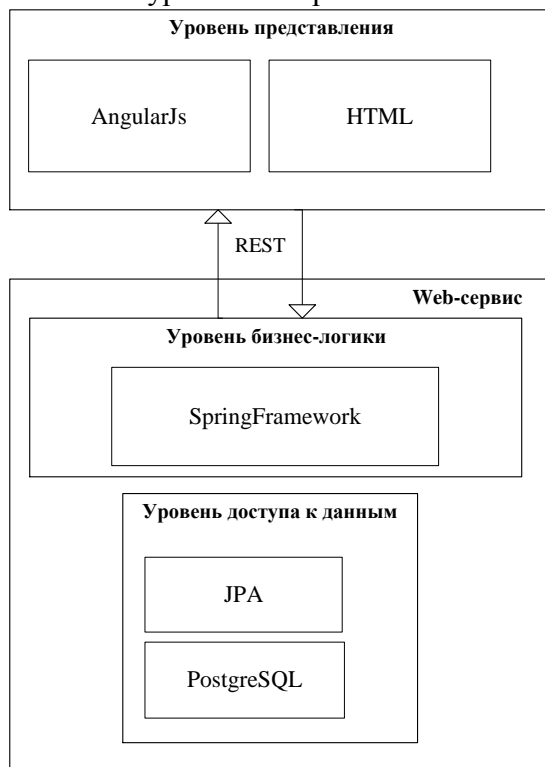 Уровень представления
AngularJs
HTML
REST
Web-сервис
Уровень бизнес-логики
SpringFramework
Уровень доступа к данным
JPA
PostgreSQL